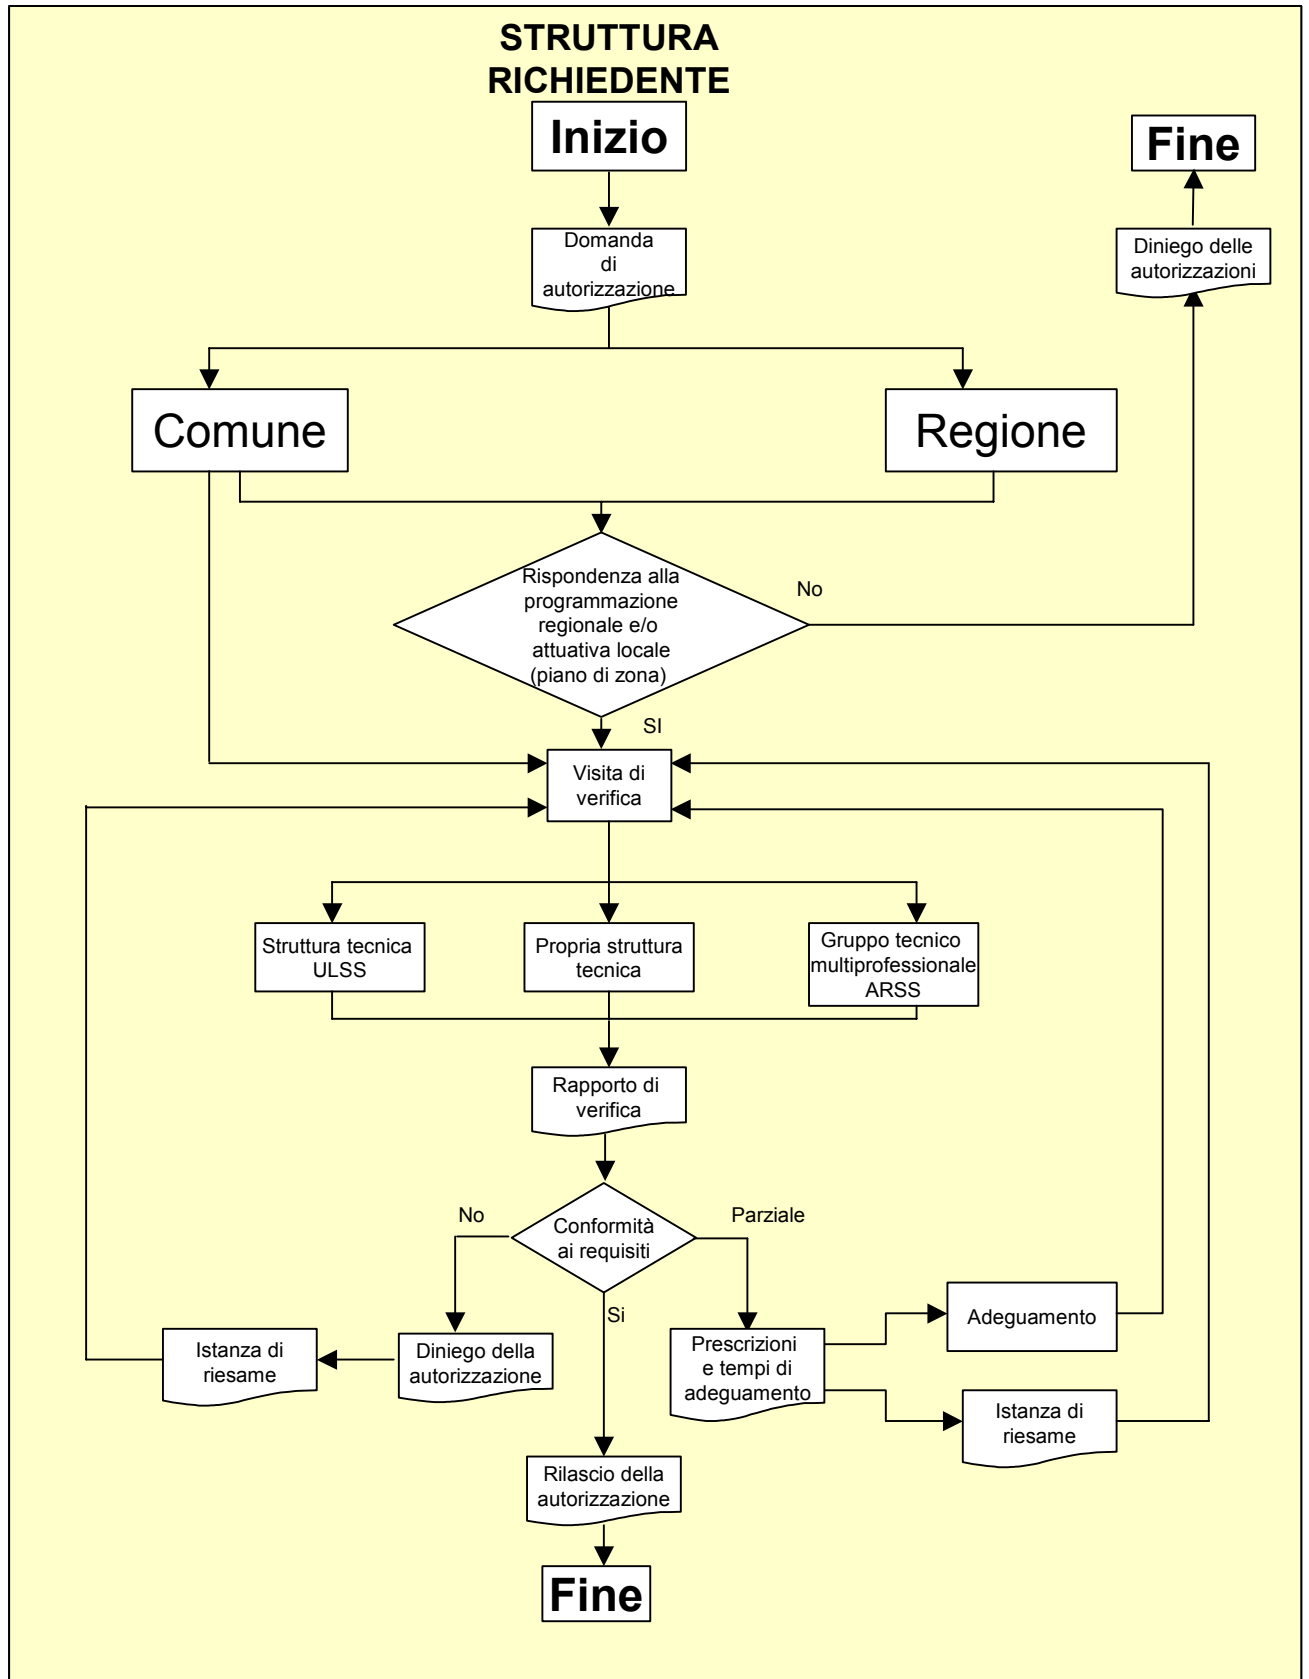 STRUTTURA
RICHIEDENTE
Inizio
Fine
Domanda
di
autorizzazione
Diniego delle
autorizzazioni
Comune
Regione
Rispondenza alla
programmazione
regionale e/o
attuativa locale
(piano di zona)
No
SI
Visita di
verifica
Struttura tecnica
ULSS
Propria struttura
tecnica
Gruppo tecnico
multiprofessionale
ARSS
Rapporto di
verifica
No
Conformità
ai requisiti
Parziale
Si
Istanza di
riesame
Diniego della
autorizzazione
Prescrizioni
e tempi di
adeguamento
Adeguamento
Istanza di
riesame
Rilascio della
autorizzazione
Fine